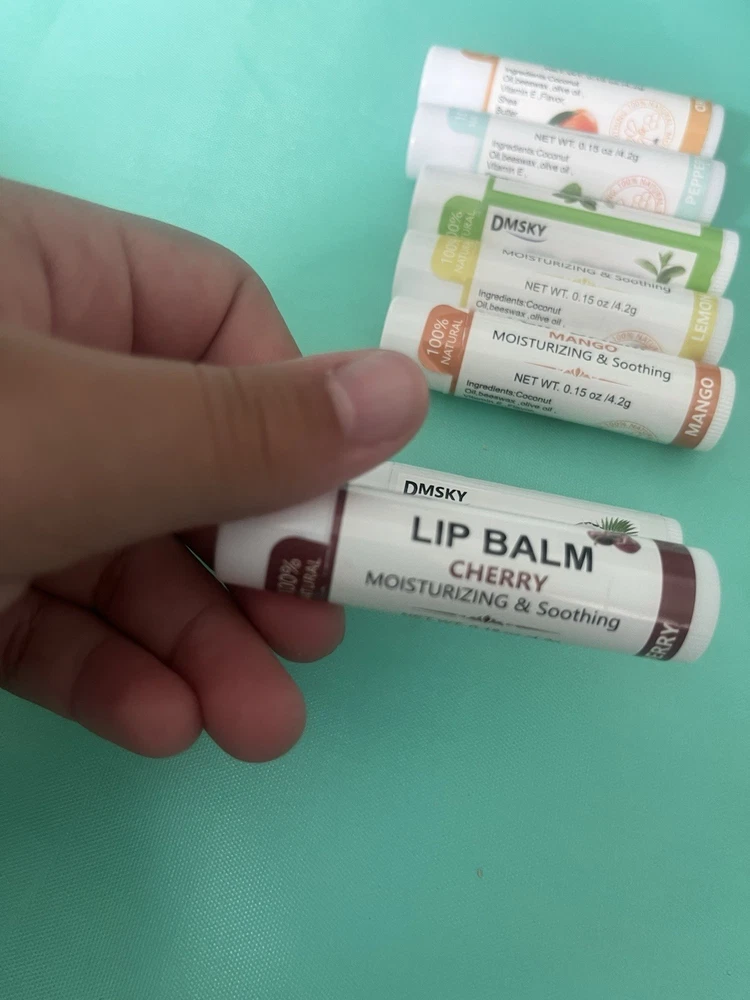 Ingredients:Coconut
Oil,beeswax ,olive oil ,
Vitamin E ,Flavor,
Shea
Butter
NET WT. 0.15 oz /4.2g
Ingredients:Coconut
Oil,beeswax ,olive oil ,
Vitamin E
PEPPE
100%
NATURAL
DMSKY
MOISTURIZING & Soothing
NET WT. 0.15 oz /4.2g
Ingredients:Coconut
Oil,beeswax ,olive oil ,
LEMON
100%
NATURAL
MANGO
MOISTURIZING & Soothing
NET WT. 0.15 oz /4.2g
Ingredients:Coconut
Oil,beeswax ,olive oil ,
MANGO
DMSKY
LIP BALM
CHERRY
MOISTURIZING & Soothing
00%
TURAL
ERRY